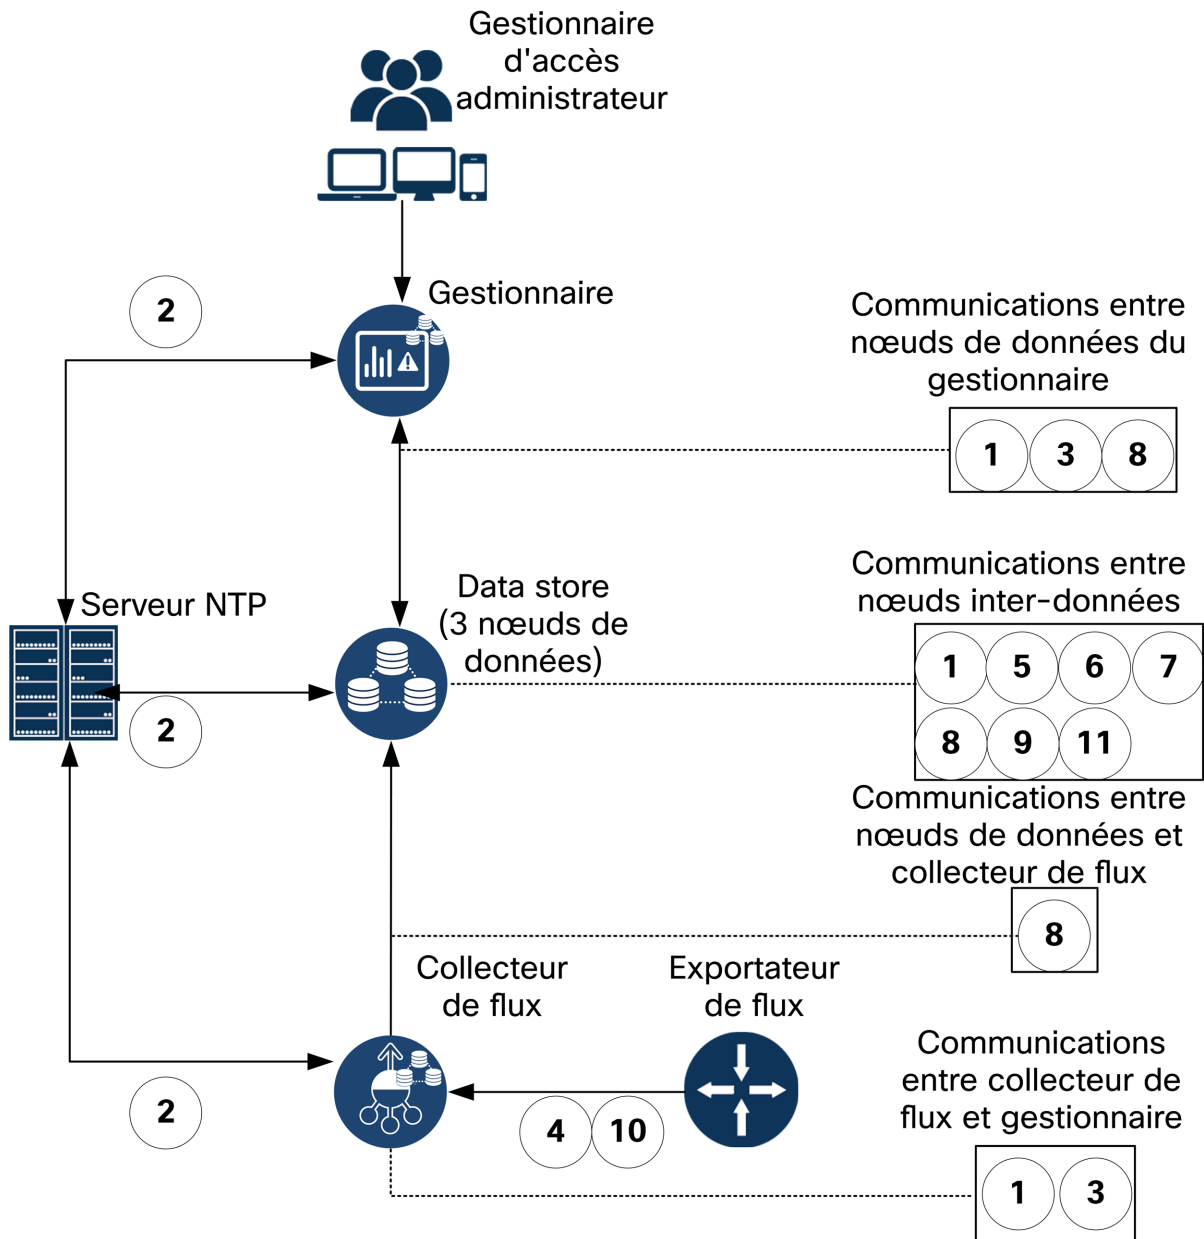 Gestionnaire
d'accès
administrateur
2
Gestionnaire
Communications entre
nœuds de données du
gestionnaire
1 3 8
Serveur NTP
Data store
(3 nœuds de
données)
2
Communications entre
nœuds inter-données
1 5 6 7
8 9 11
Communications entre
nœuds de données et
collecteur de flux
8
Collecteur
de flux
Exportateur
de flux
2
4 10
Communications
entre collecteur de
flux et gestionnaire
1 3